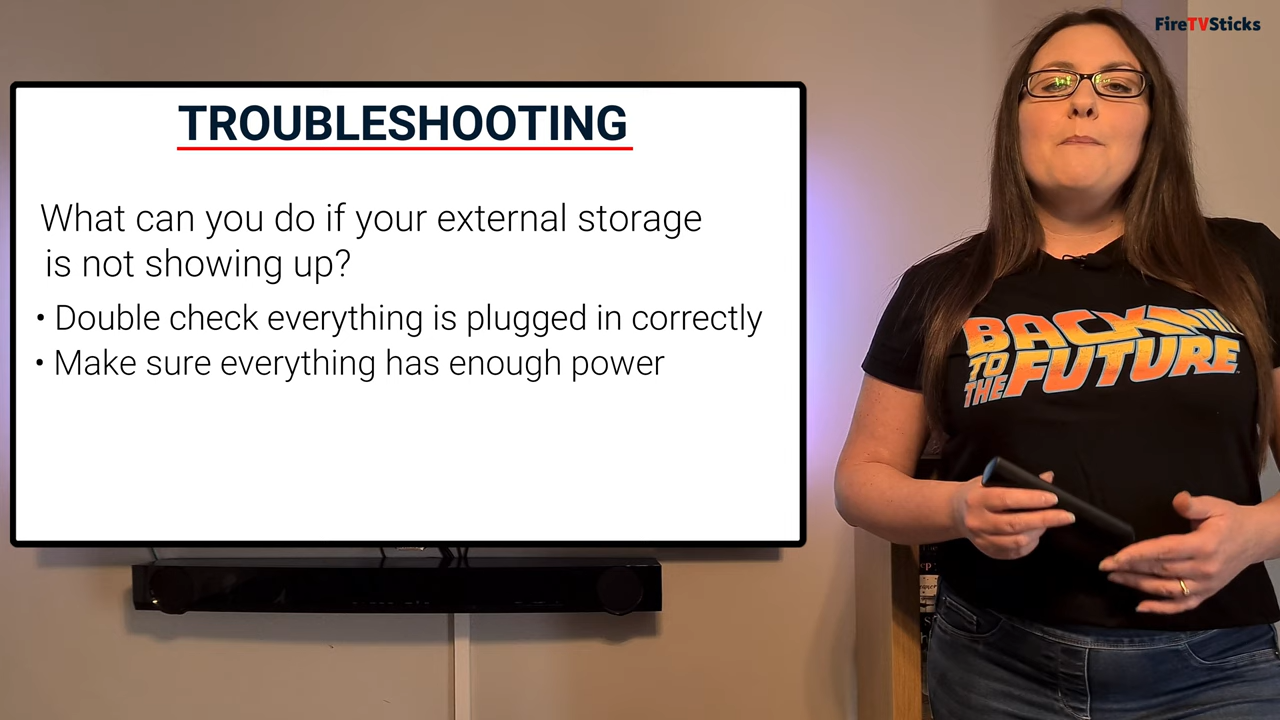 FireTVSticks
TROUBLESHOOTING
What can you do if your external storage
is not showing up?
• Double check everything is plugged in correctly
• Make sure everything has enough power
BACK
TO
THE FUTURE